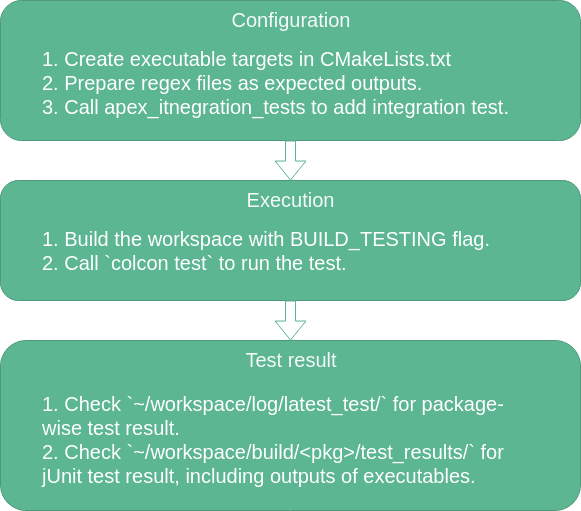 Configuration
1. Create executable targets in CMakeLists.txt
2. Prepare regex files as expected outputs.
3. Call apex_itnegration_tests to add integration test.
Execution
1. Build the workspace with BUILD_TESTING flag.
2. Call `colcon test` to run the test.
Test result
1. Check `~/workspace/log/latest_test/` for package-
wise test result.
2. Check `~/workspace/build/<pkg>/test_results/` for
jUnit test result, including outputs of executables.